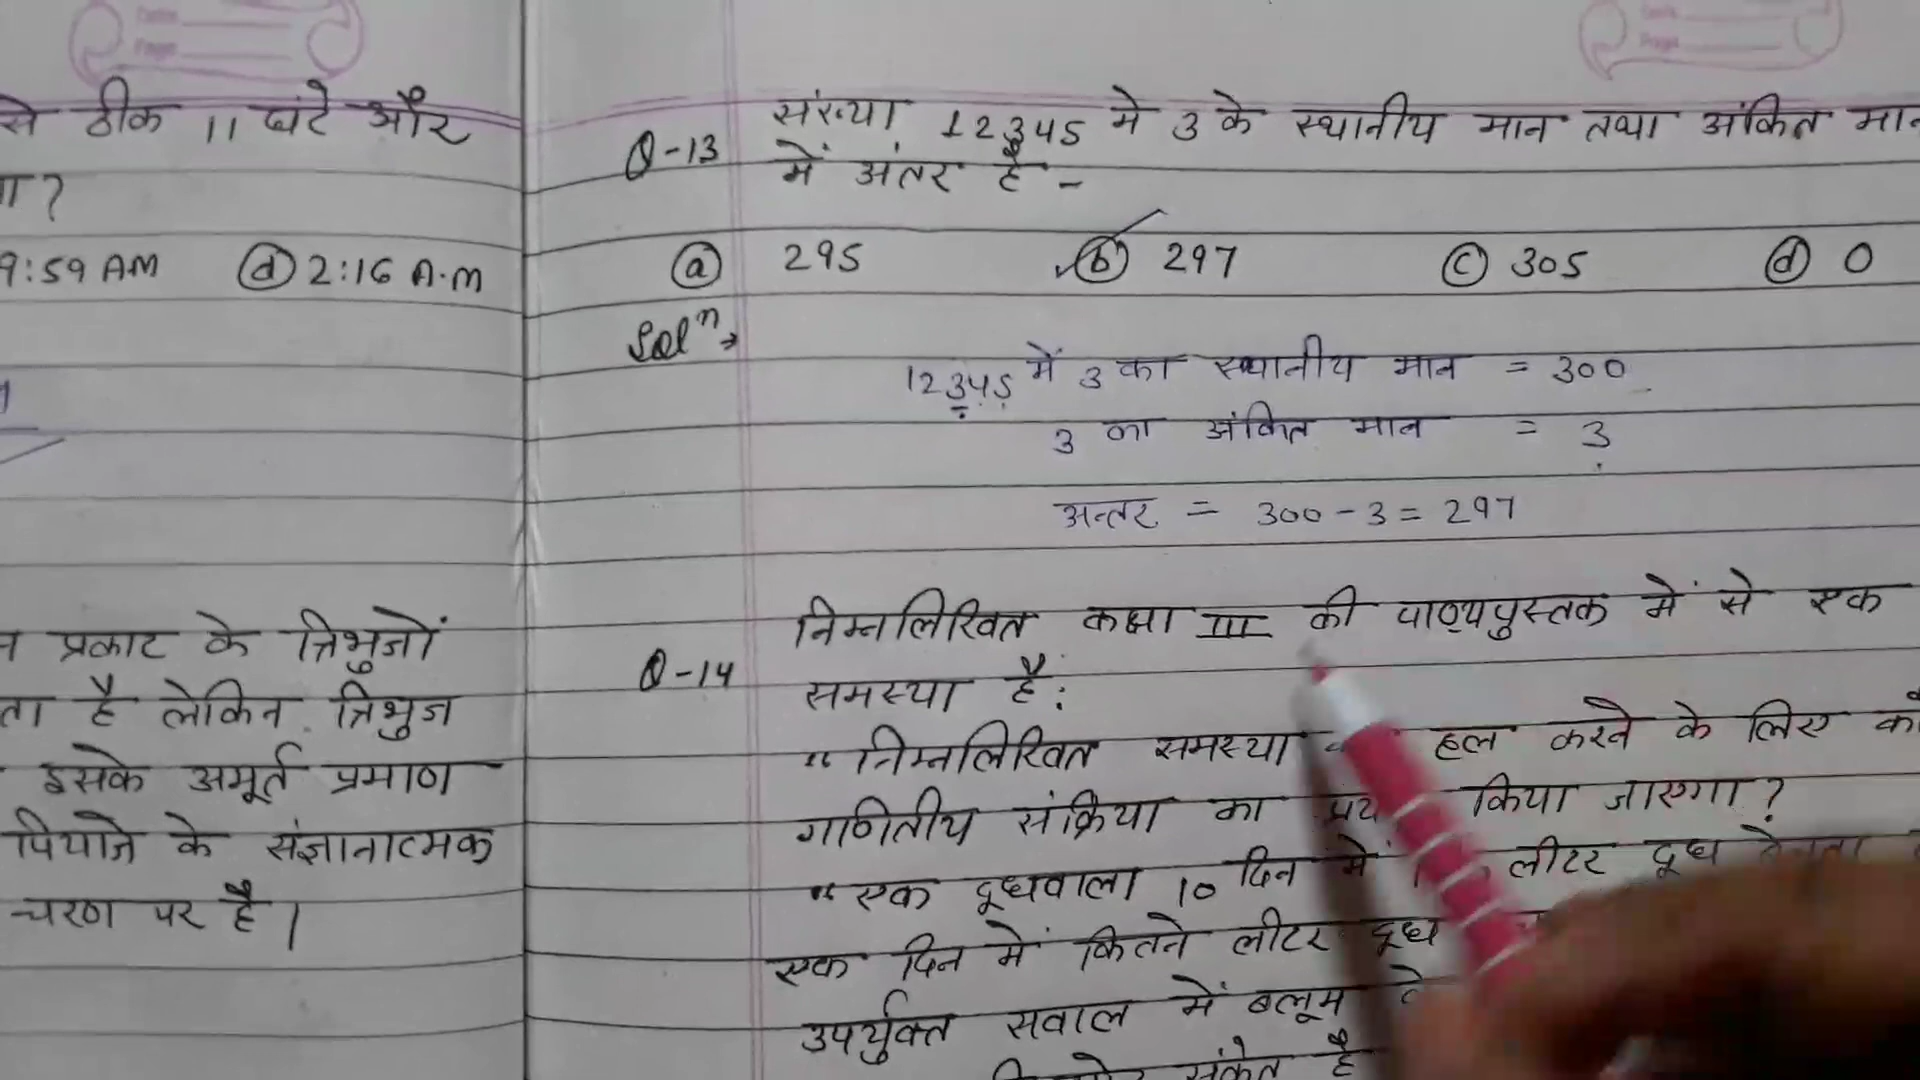 से ठीक 11 घंटे और
9:59 AM (d) 2:16 A.m
प्रकाट के त्रिभुजों
है लेकिन त्रिभुज
इसके अमूर्त प्रमाण
पियाजे के संज्ञानात्मक
चरण पर है।
Q-13 संख्या 12345 मे 3 के स्थानीय मान तथा अंकित मान
में अंतर है -
(a) 295 (b) 297 (c) 305 (d) 0
Solⁿ→
12345 में 3 का स्थानीय मान = 300
3 का अंकित मान = 3
अन्तर = 300 - 3 = 297
Q-14 निम्नलिखित कक्षा III की पाठ्यपुस्तक में से एक
समस्या है:
"निम्नलिखित समस्या हल करने के लिए
गणितीय संक्रिया का किया जाएगा?
"एक दूधवाला 10 दिन में लीटर दूध
एक दिन में कितने लीटर दूध
उपर्युक्त सवाल में बलूम
संकेत है